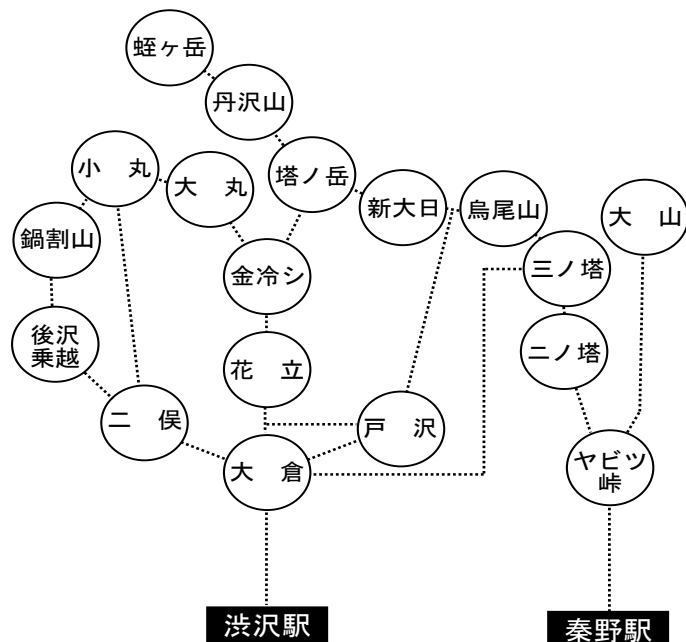 蛭ヶ岳
丹沢山
小　丸
大　丸
塔ノ岳
新大日
烏尾山
大　山
鍋割山
金冷シ
三ノ塔
後沢
乗越
花　立
二ノ塔
二　俣
戸　沢
大　倉
ヤビツ
峠
渋沢駅
秦野駅